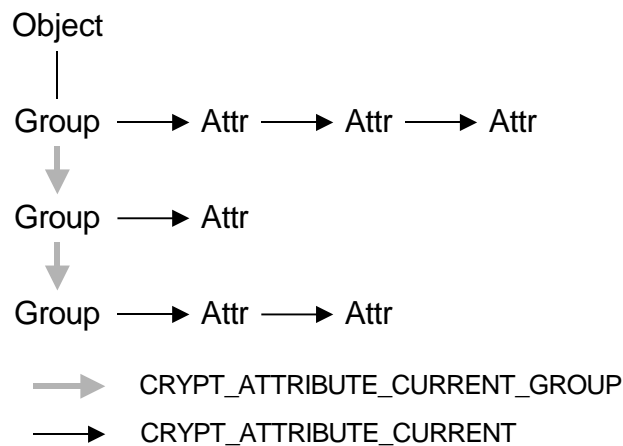 Object
Group Attr Attr Attr
Group Attr
Group Attr Attr
CRYPT_ATTRIBUTE_CURRENT_GROUP
CRYPT_ATTRIBUTE_CURRENT